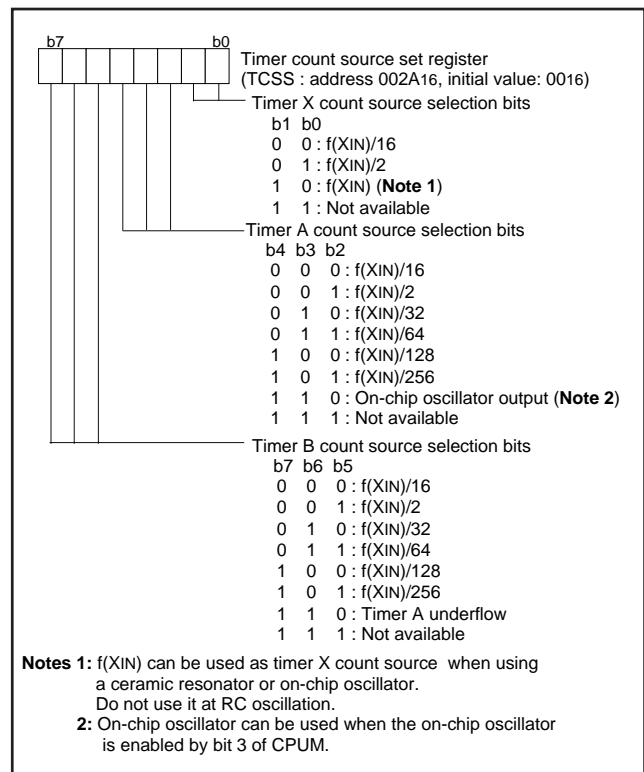 b7 b0
Timer count source set register
(TCSS : address 002A16, initial value: 0016)
Timer X count source selection bits
b1 b0
0 0 : f(XIN)/16
0 1 : f(XIN)/2
1 0 : f(XIN) (Note 1)
1 1 : Not available
Timer A count source selection bits
b4 b3 b2
0 0 0 : f(XIN)/16
0 0 1 : f(XIN)/2
0 1 0 : f(XIN)/32
0 1 1 : f(XIN)/64
1 0 0 : f(XIN)/128
1 0 1 : f(XIN)/256
1 1 0 : On-chip oscillator output (Note 2)
1 1 1 : Not available
Timer B count source selection bits
b7 b6 b5
0 0 0 : f(XIN)/16
0 0 1 : f(XIN)/2
0 1 0 : f(XIN)/32
0 1 1 : f(XIN)/64
1 0 0 : f(XIN)/128
1 0 1 : f(XIN)/256
1 1 0 : Timer A underflow
1 1 1 : Not available
Notes 1: f(XIN) can be used as timer X count source when using
a ceramic resonator or on-chip oscillator.
Do not use it at RC oscillation.
2: On-chip oscillator can be used when the on-chip oscillator
is enabled by bit 3 of CPUM.